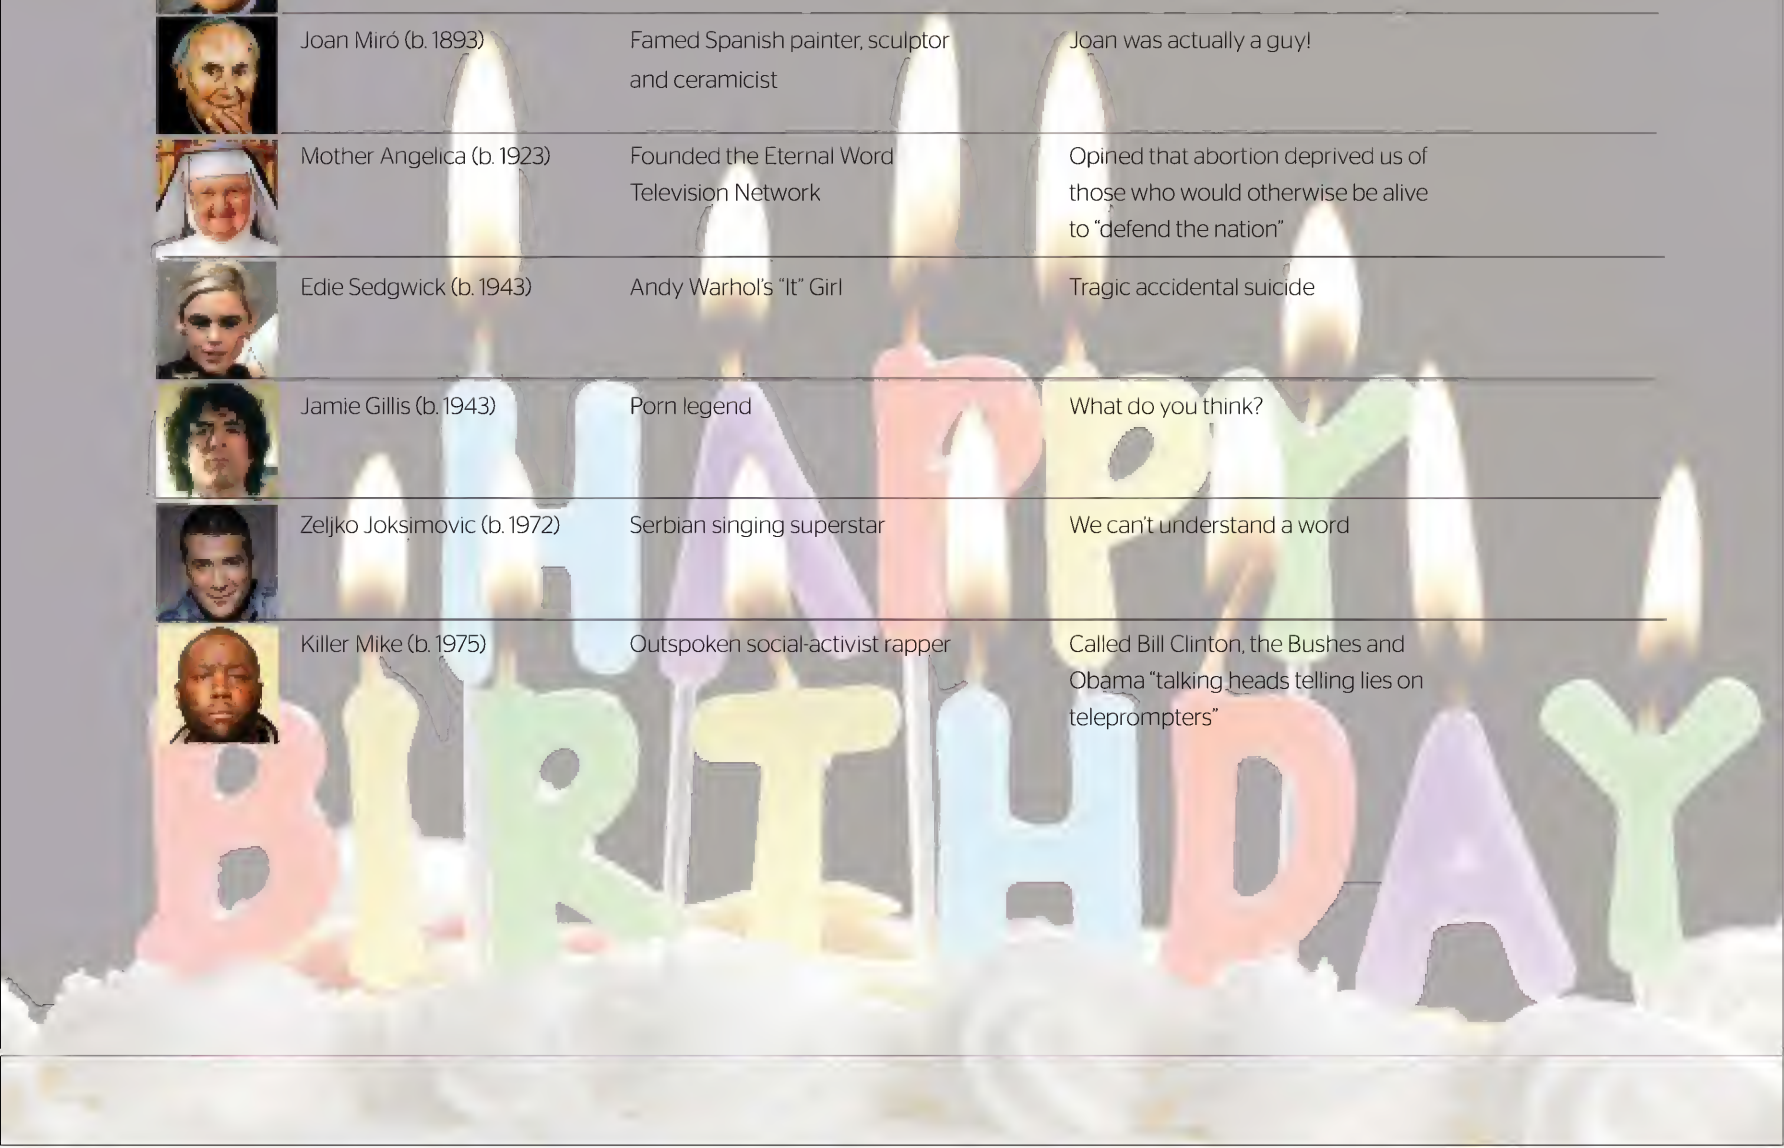 Joan Miró (b. 1893)
Famed Spanish painter, sculptor
and ceramicist
Joan was actually a guy!
Mother Angelica (b. 1923)
Founded the Eternal Word
Television Network
Opined that abortion deprived us of
those who would otherwise be alive
to “defend the nation”
Edie Sedgwick (b. 1943)
Andy Warhol’s “It” Girl
Tragic accidental suicide
Jamie Gillis (b. 1943)
Porn legend
What do you think?
Zeljko Joksimovic (b. 1972)
Serbian singing superstar
We can’t understand a word
Killer Mike (b. 1975)
Outspoken social-activist rapper
Called Bill Clinton, the Bushes and
Obama “talking heads telling lies on
teleprompters”
HAPPY
BIRTHDAY